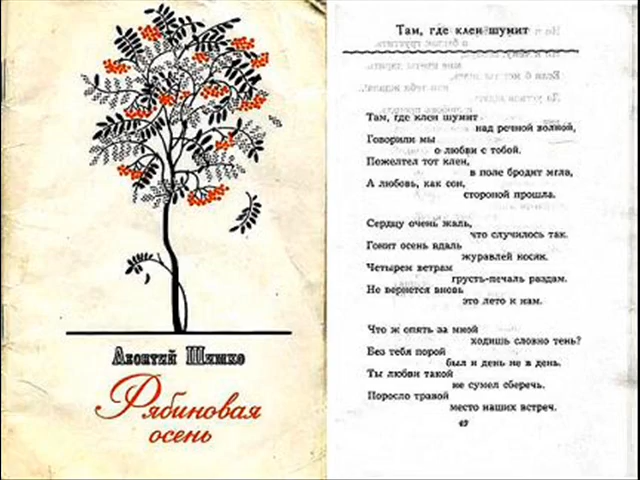 Леонтий Шишко
Рябиновая
осень
Там, где клен шумит
Там, где клен шумит
над речной волной,
Говорили мы
о любви с тобой.
Пожелтел тот клен,
в поле бродит мгла,
А любовь, как сон,
стороной прошла.
Сердцу очень жаль,
что случилось так.
Гонит осень вдаль
журавлей косяк.
Четырем ветрам
грусть-печаль раздам.
Не вернется вновь
это лето к нам.
Что ж опять за мной
ходишь словно тень?
Без тебя порой
был и день не в день.
Ты любви такой
не сумел сберечь.
Поросло травой
место наших встреч.
49